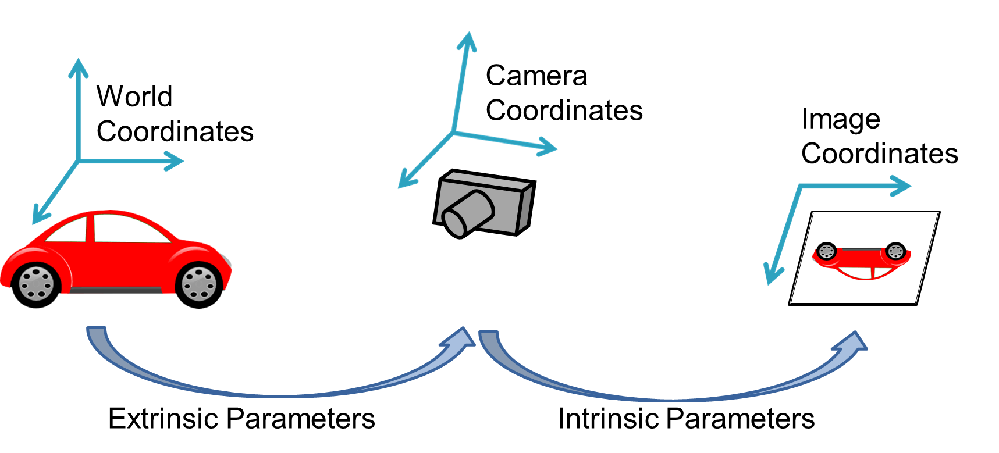 World
Coordinates
Camera
Coordinates
Image
Coordinates
Extrinsic Parameters
Intrinsic Parameters